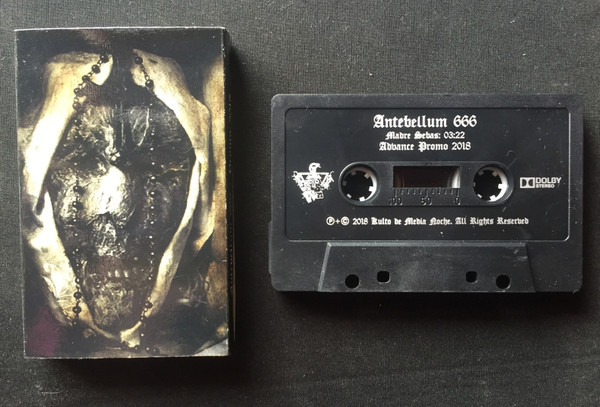 Antebellum 666
Madre Sebas: 03:22
Advance Promo 2018
DOLBY
STEREO
100 50 0
℗+© 2018 Kulto de Media Noche. All Rights Reserved